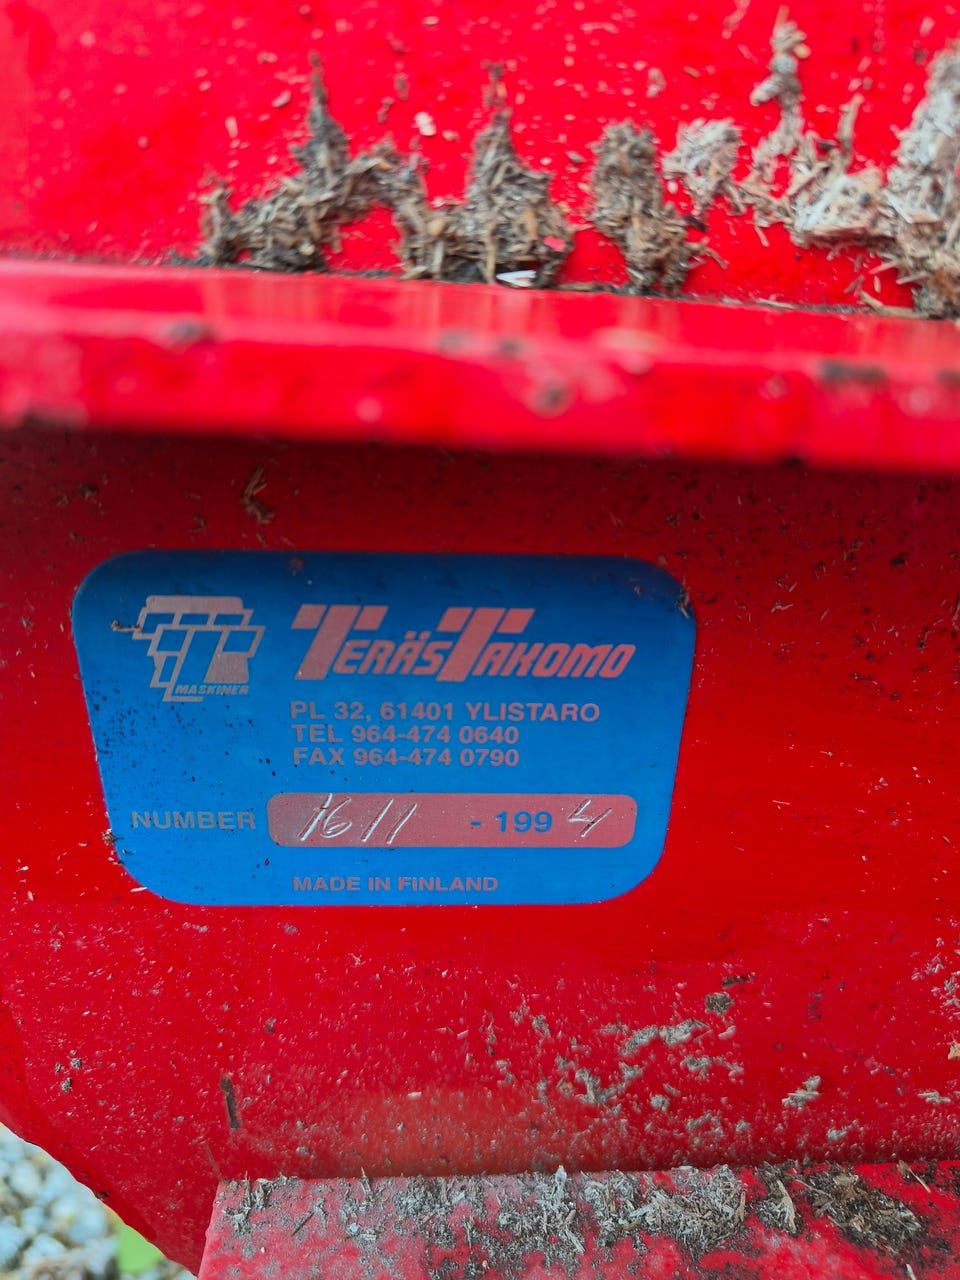 TT MASKINER
TERÄSTAKOMO
PL 32, 61401 YLISTARO
TEL 964-474 0640
FAX 964-474 0790
NUMBER 1611 - 1994
MADE IN FINLAND